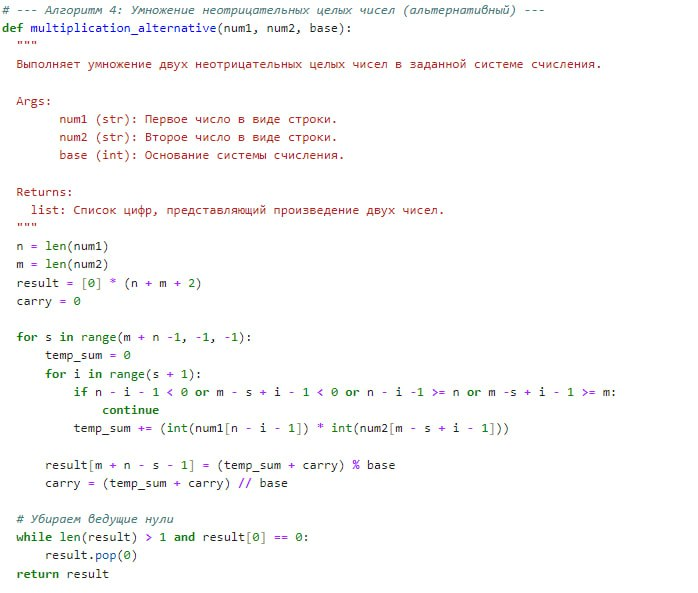 # --- Алгоритм 4: Умножение неотрицательных целых чисел (альтернативный) ---
def multiplication_alternative(num1, num2, base):
  """
  Выполняет умножение двух неотрицательных целых чисел в заданной системе счисления.

  Args:
        num1 (str): Первое число в виде строки.
        num2 (str): Второе число в виде строки.
        base (int): Основание системы счисления.

  Returns:
    list: Список цифр, представляющий произведение двух чисел.
  """
  n = len(num1)
  m = len(num2)
  result = [0] * (n + m + 2)
  carry = 0

  for s in range(m + n -1, -1, -1):
      temp_sum = 0
      for i in range(s + 1):
          if n - i - 1 < 0 or m - s + i - 1 < 0 or n - i -1 >= n or m -s + i - 1 >= m:
              continue
          temp_sum += (int(num1[n - i - 1]) * int(num2[m - s + i - 1]))

      result[m + n - s - 1] = (temp_sum + carry) % base
      carry = (temp_sum + carry) // base

  # Убираем ведущие нули
  while len(result) > 1 and result[0] == 0:
      result.pop(0)
  return result